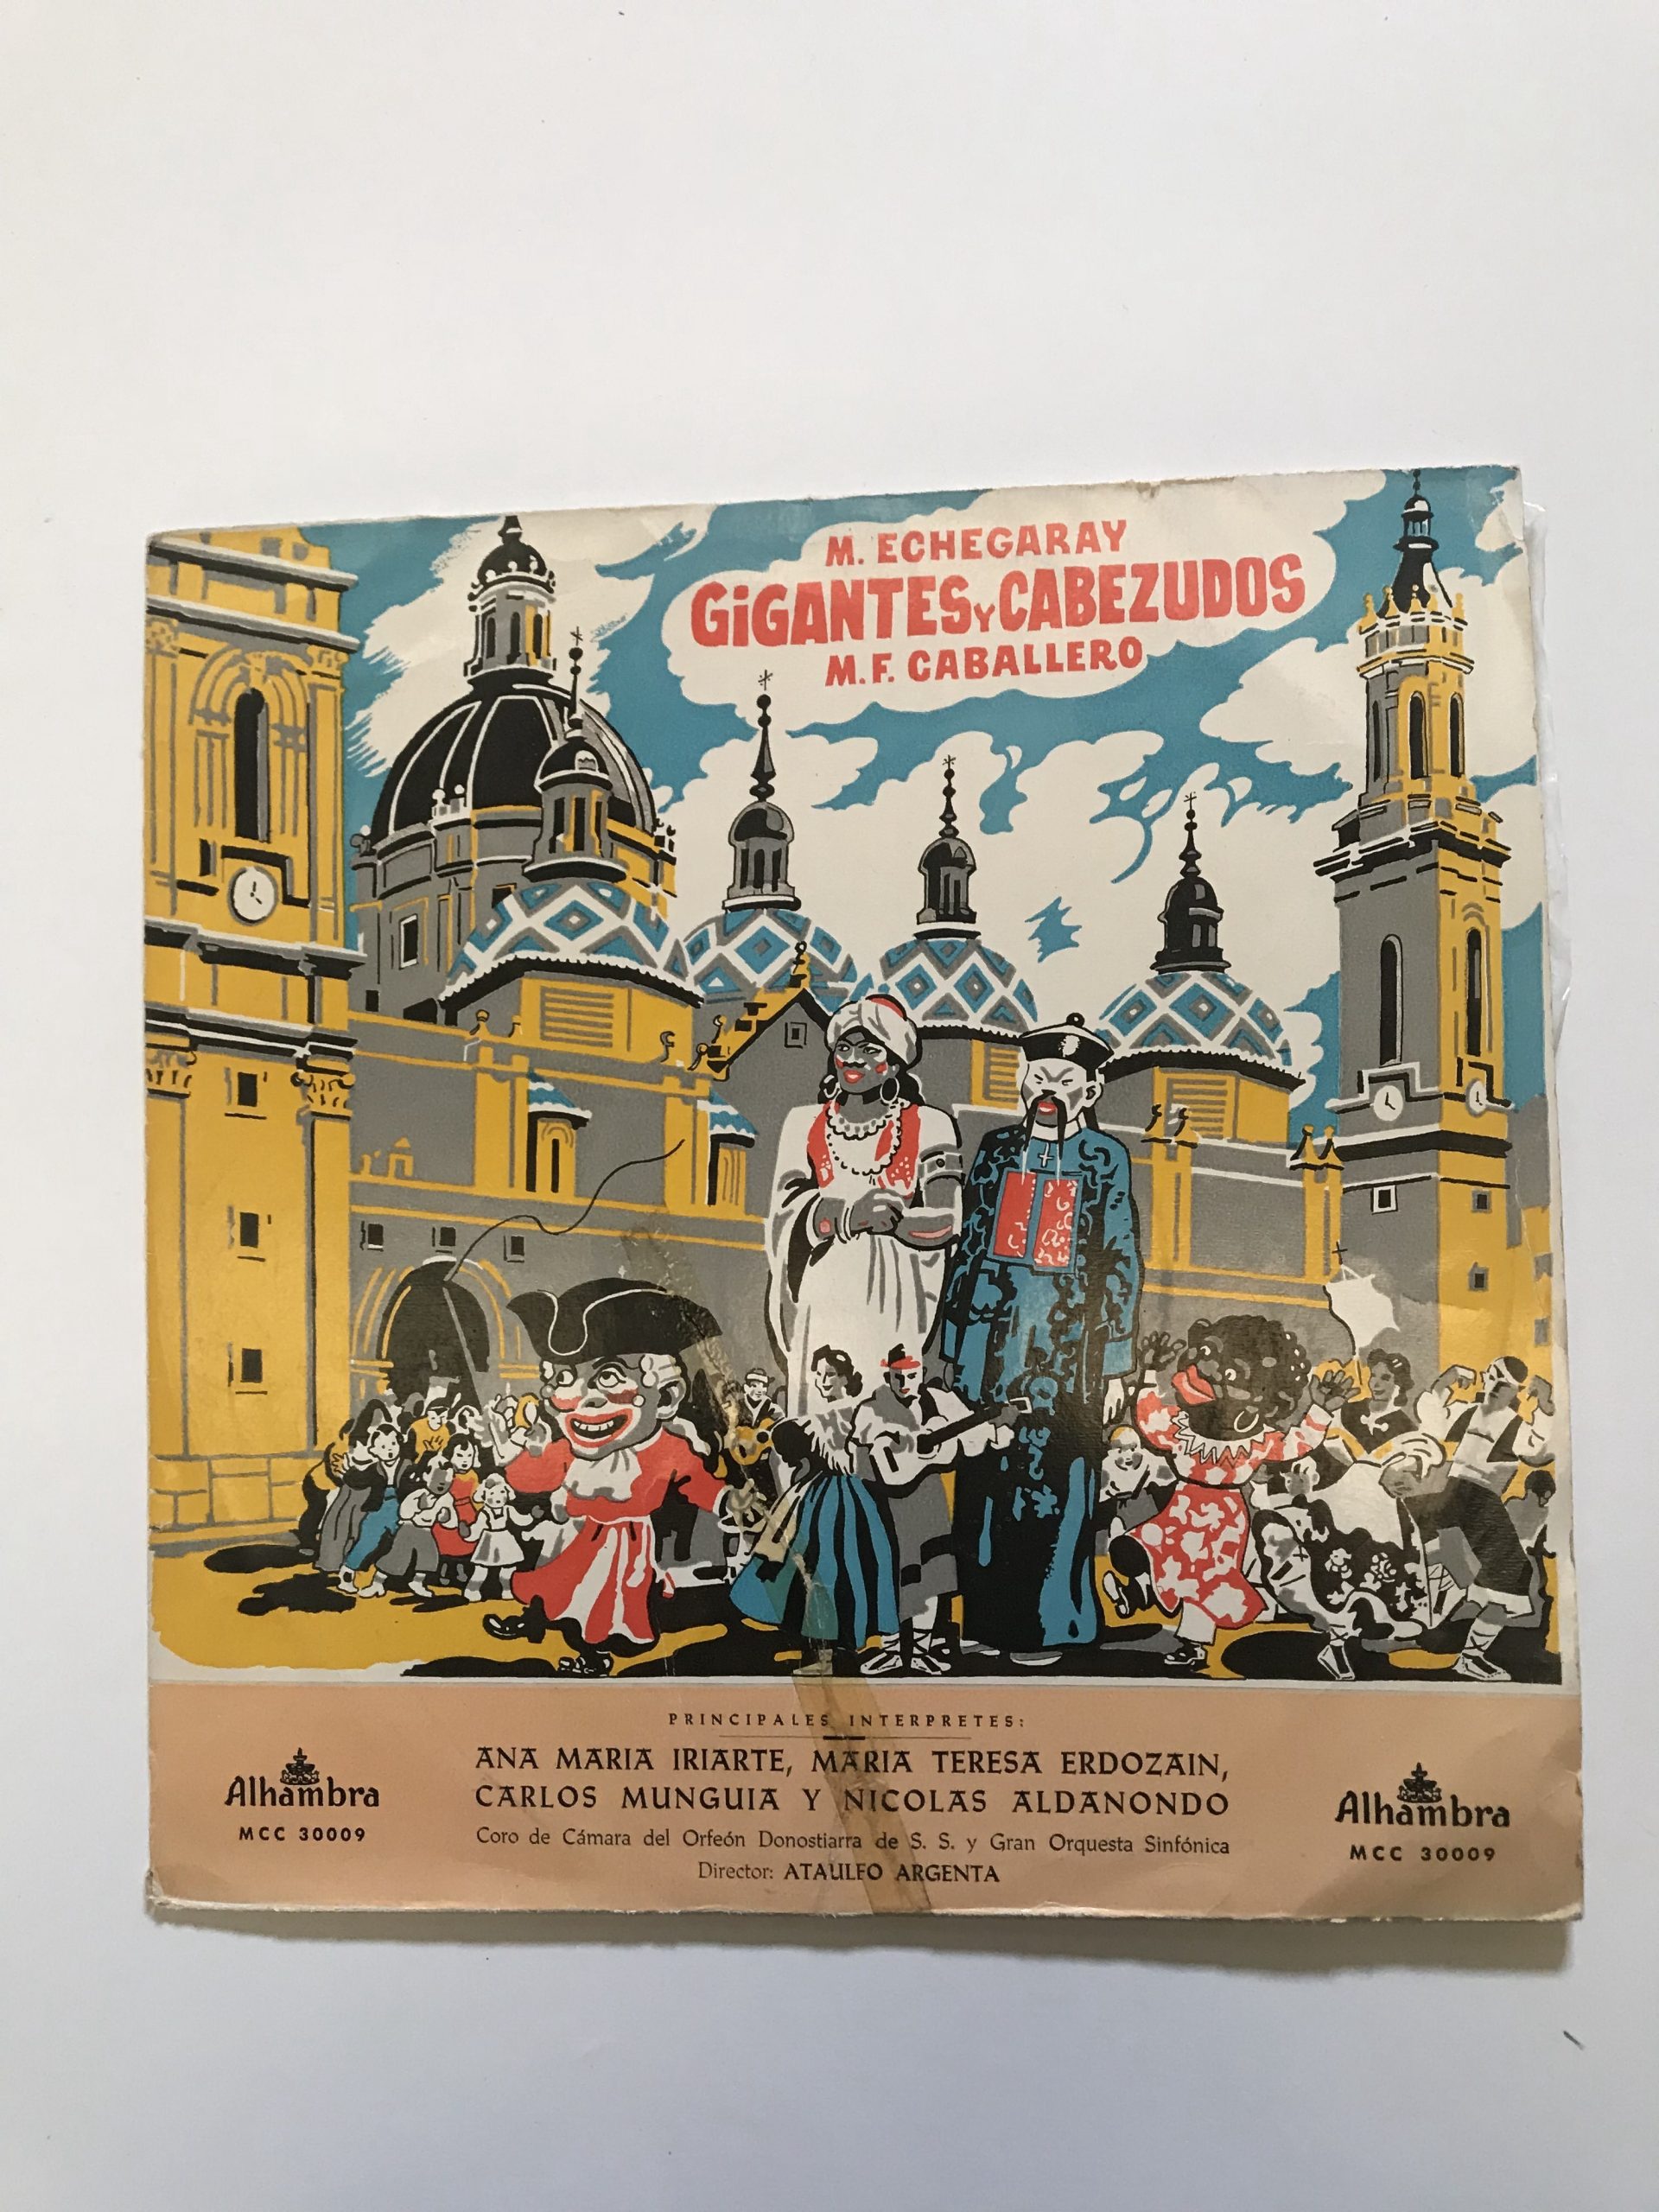 M. ECHEGARAY
GiGANTES Y CABEZUDOS
M.F. CABALLERO
PRINCIPALES INTERPRETES:
ANA MARIA IRIARTE, MARIA TERESA ERDOZAIN,
CARLOS MUNGUIA Y NICOLAS ALDANONDO
Coro de Cámara del Orfeón Donostiarra de S. S. y Gran Orquesta Sinfónica
Director: ATAULFO ARGENTA
Alhambra
MCC 30009
Alhambra
MCC 30009